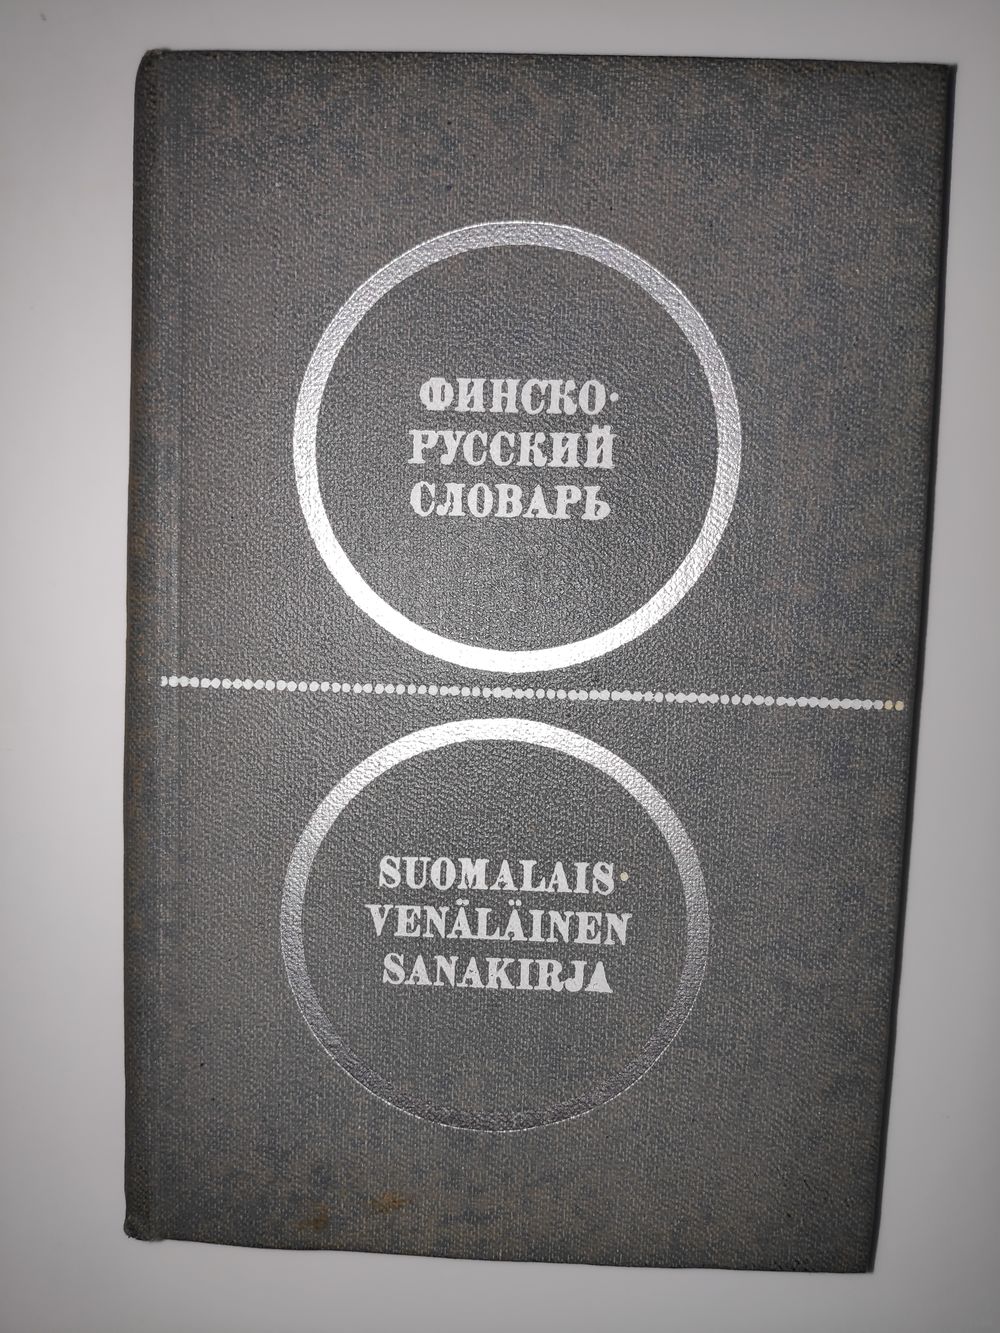 ФИНСКО·
РУССКИЙ
СЛОВАРЬ
SUOMALAIS·
VENÄLÄINEN
SANAKIRJA